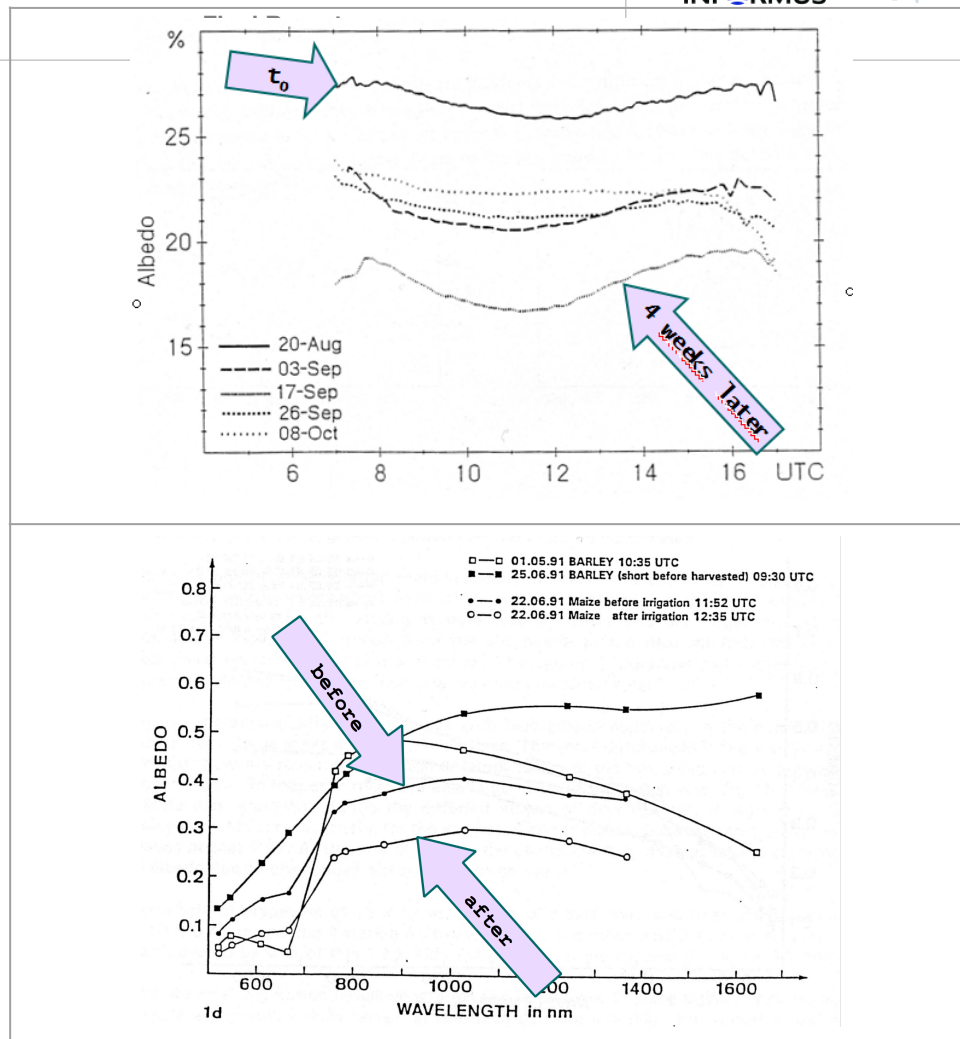 %
t₀
25
20
15
Albedo
20-Aug
03-Sep
17-Sep
26-Sep
08-Oct
4 weeks later
6 8 10 12 14 16 UTC
01.05.91 BARLEY 10:35 UTC
25.06.91 BARLEY (short before harvested) 09:30 UTC
22.06.91 Maize before irrigation 11:52 UTC
22.06.91 Maize after irrigation 12:35 UTC
0.8
0.7
0.6
0.5
0.4
0.3
0.2
0.1
ALBEDO
before
after
600 800 1000 1400 1600
WAVELENGTH in nm
1d